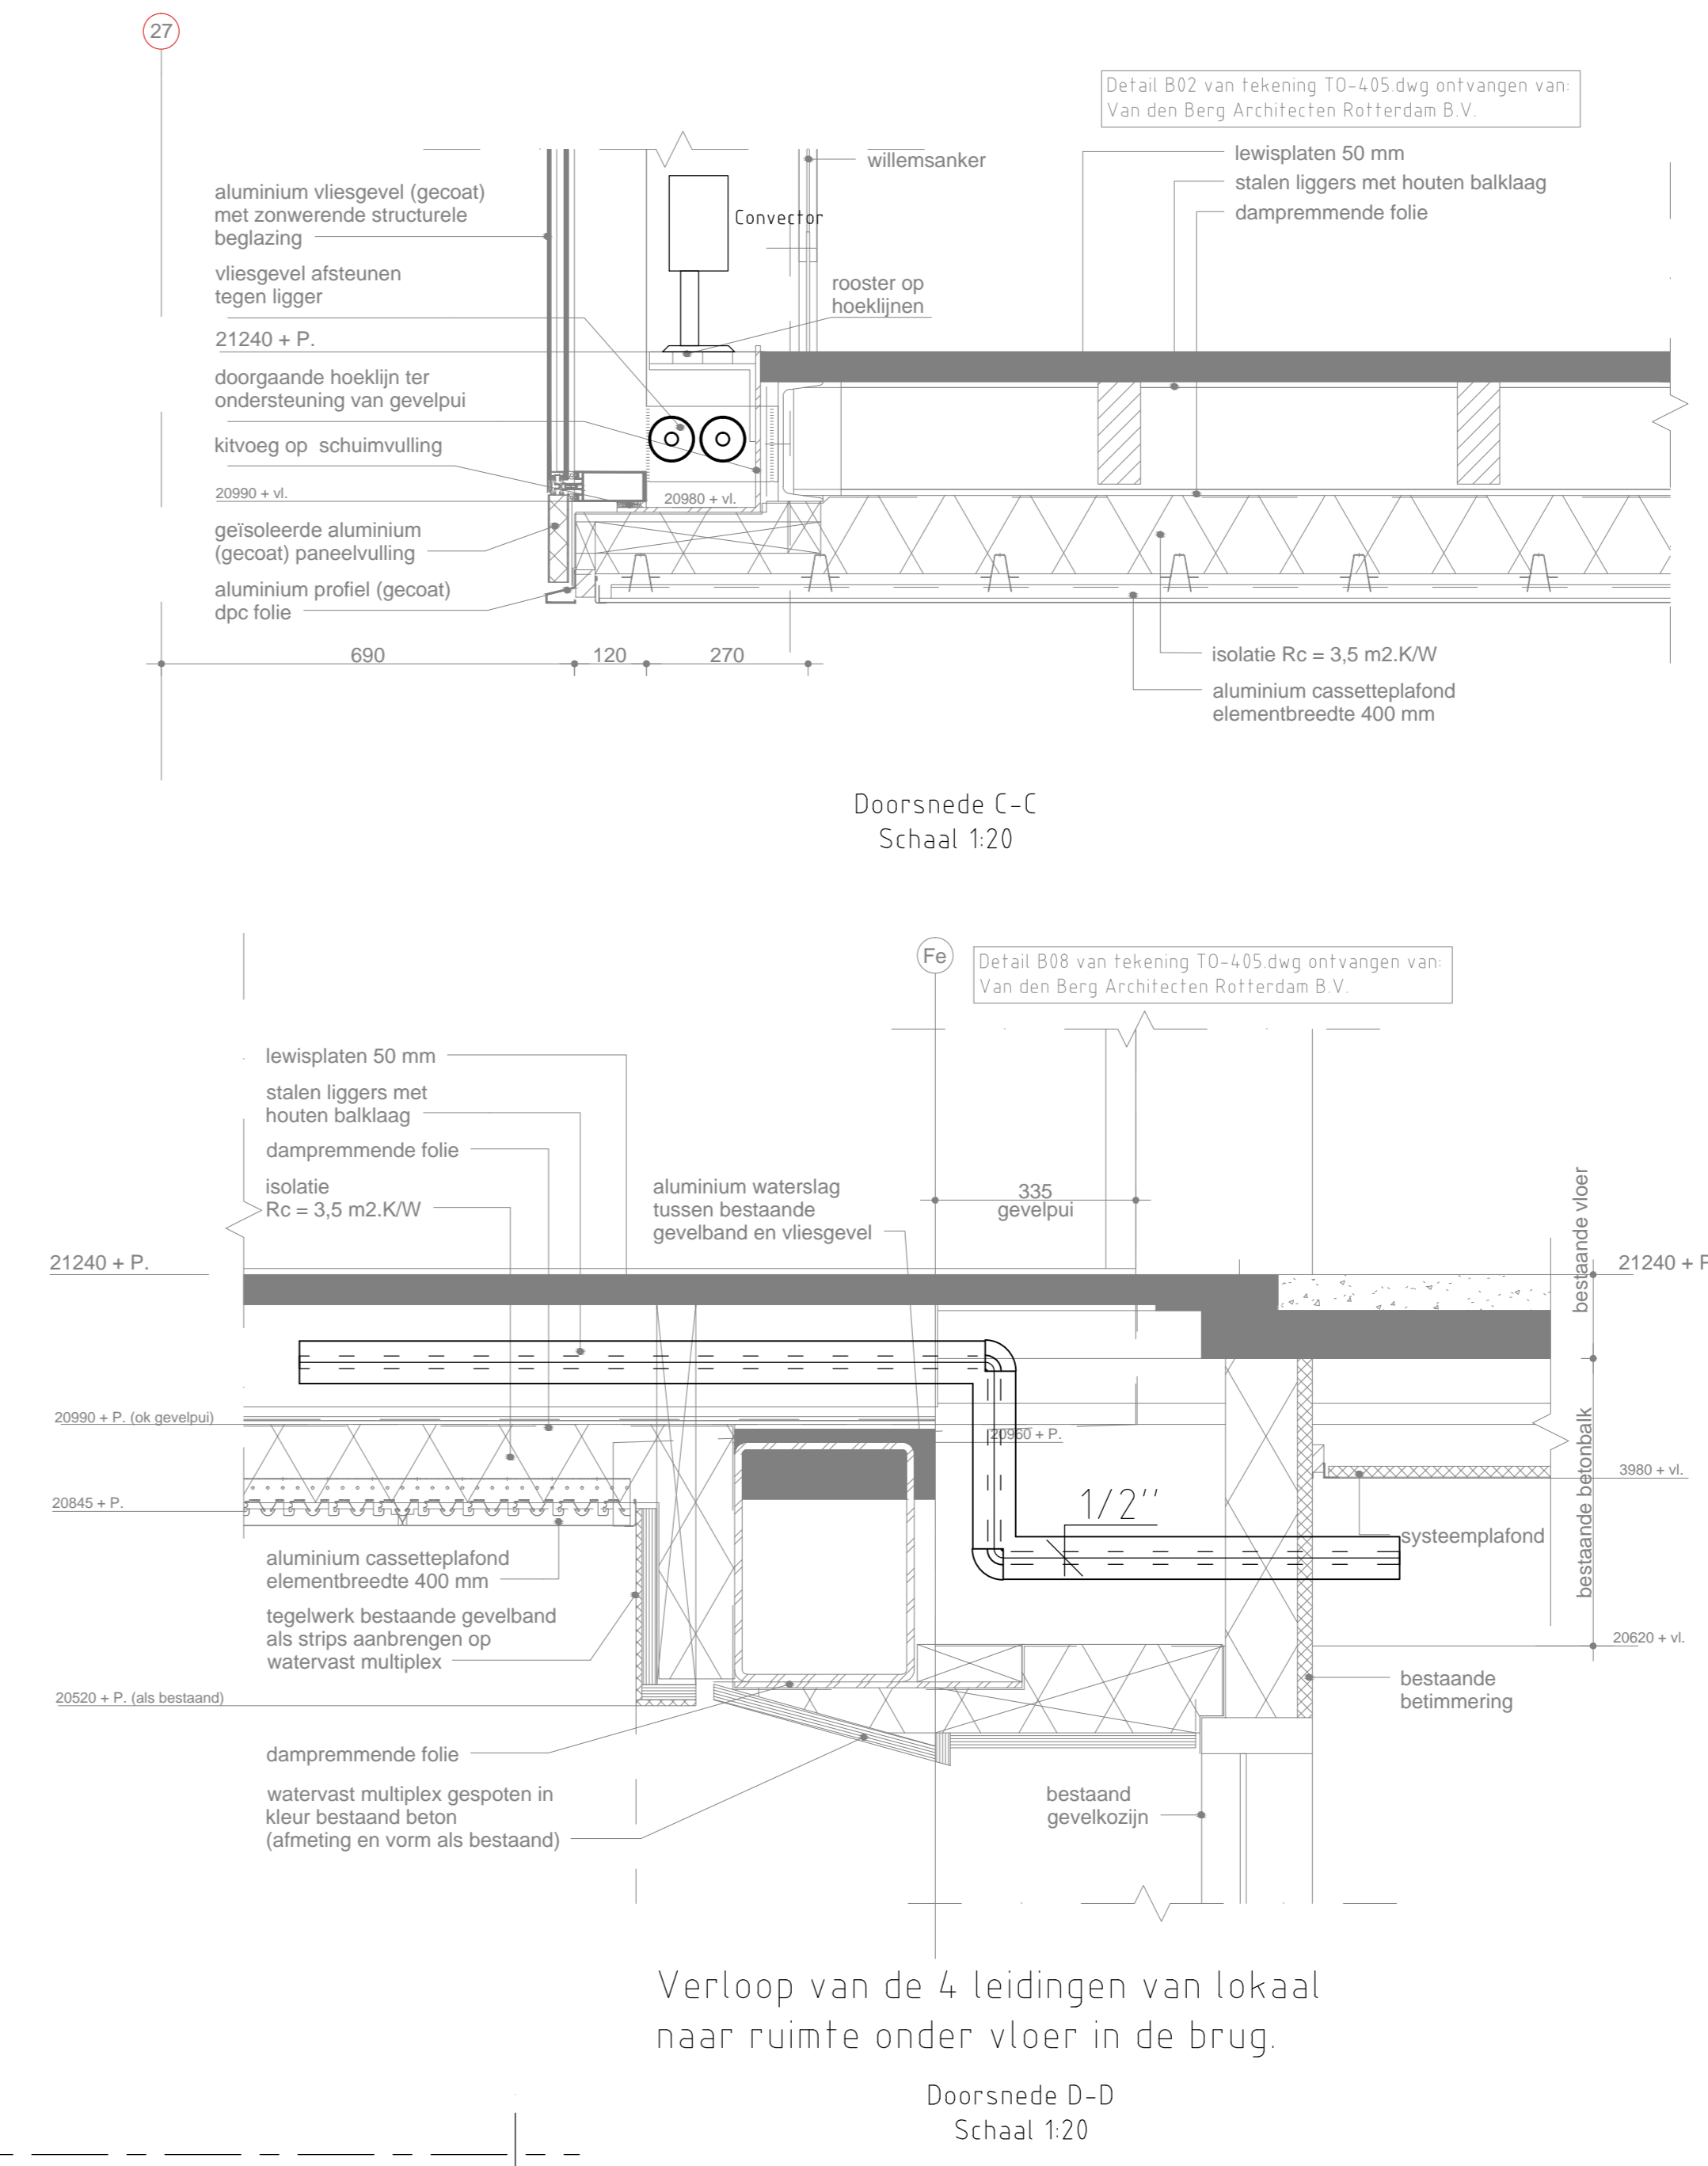 27
Detail B02 van tekening TO-405.dwg ontvangen van:
Van den Berg Architecten Rotterdam B.V.
willemsanker
lewisplaten 50 mm
stalen liggers met houten balklaag
dampremmende folie
aluminium vliesgevel (gecoat)
met zonwerende structurele
beglazing
Convector
vliesgevel afsteunen
tegen ligger
rooster op
hoeklijnen
21240 + P.
doorgaande hoeklijn ter
ondersteuning van gevelpui
kitvoeg op schuimvulling
20990 + vl.
20980 + vl.
geïsoleerde aluminium
(gecoat) paneelvulling
aluminium profiel (gecoat)
dpc folie
690
120
270
isolatie Rc = 3,5 m2.K/W
aluminium cassetteplafond
elementbreedte 400 mm
Doorsnede C-C
Schaal 1:20
Fe
Detail B08 van tekening TO-405.dwg ontvangen van:
Van den Berg Architecten Rotterdam B.V.
lewisplaten 50 mm
stalen liggers met
houten balklaag
dampremmende folie
isolatie
Rc = 3,5 m2.K/W
aluminium waterslag
tussen bestaande
gevelband en vliesgevel
335
gevelpui
bestaande vloer
21240 + P.
21240 + P
20990 + P. (ok gevelpui)
20960 + P.
bestaande betonbalk
3980 + vl.
20845 + P.
1/2''
systeemplafond
aluminium cassetteplafond
elementbreedte 400 mm
tegelwerk bestaande gevelband
als strips aanbrengen op
watervast multiplex
20620 + vl.
bestaande
betimmering
20520 + P. (als bestaand)
dampremmende folie
watervast multiplex gespoten in
kleur bestaand beton
(afmeting en vorm als bestaand)
bestaand
gevelkozijn
Verloop van de 4 leidingen van lokaal
naar ruimte onder vloer in de brug.
Doorsnede D-D
Schaal 1:20